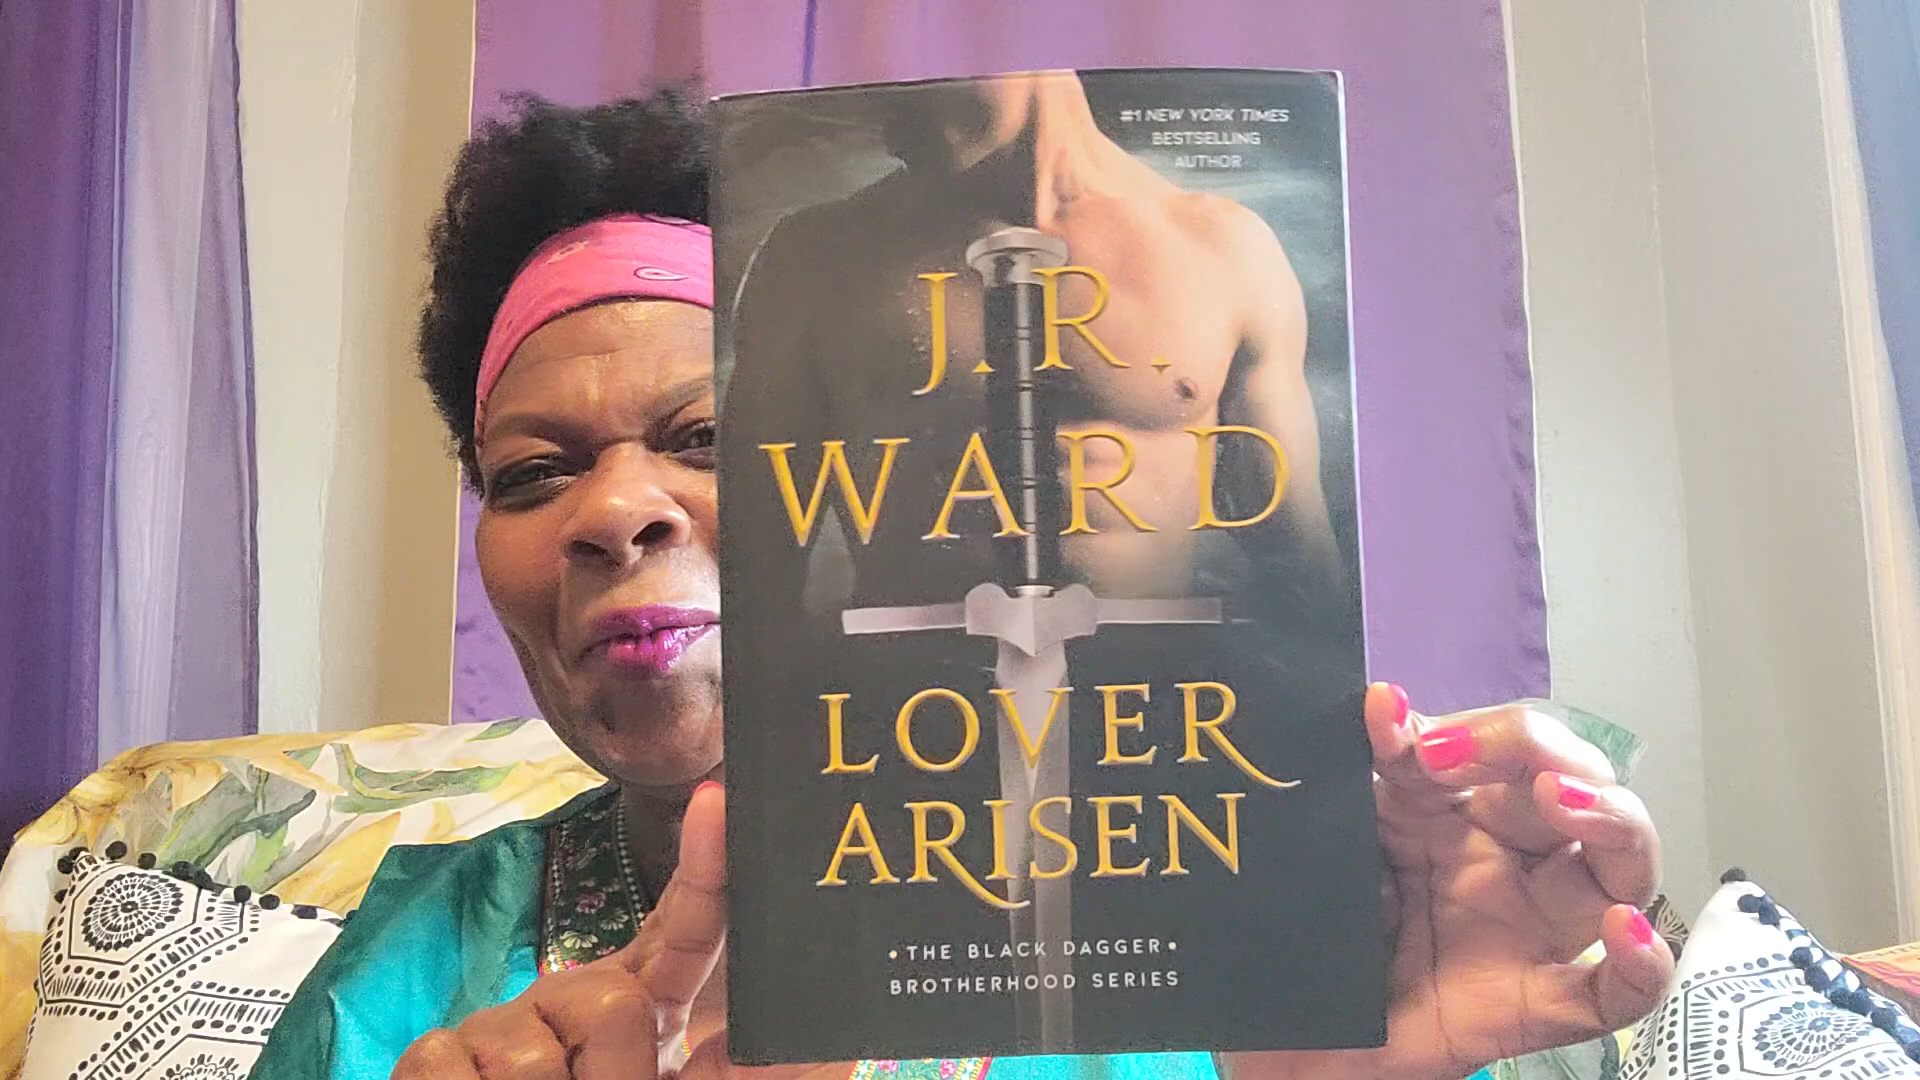 #1 NEW YORK TIMES
BESTSELLING
AUTHOR
J.R.
WARD
LOVER
ARISEN
•THE BLACK DAGGER•
BROTHERHOOD SERIES